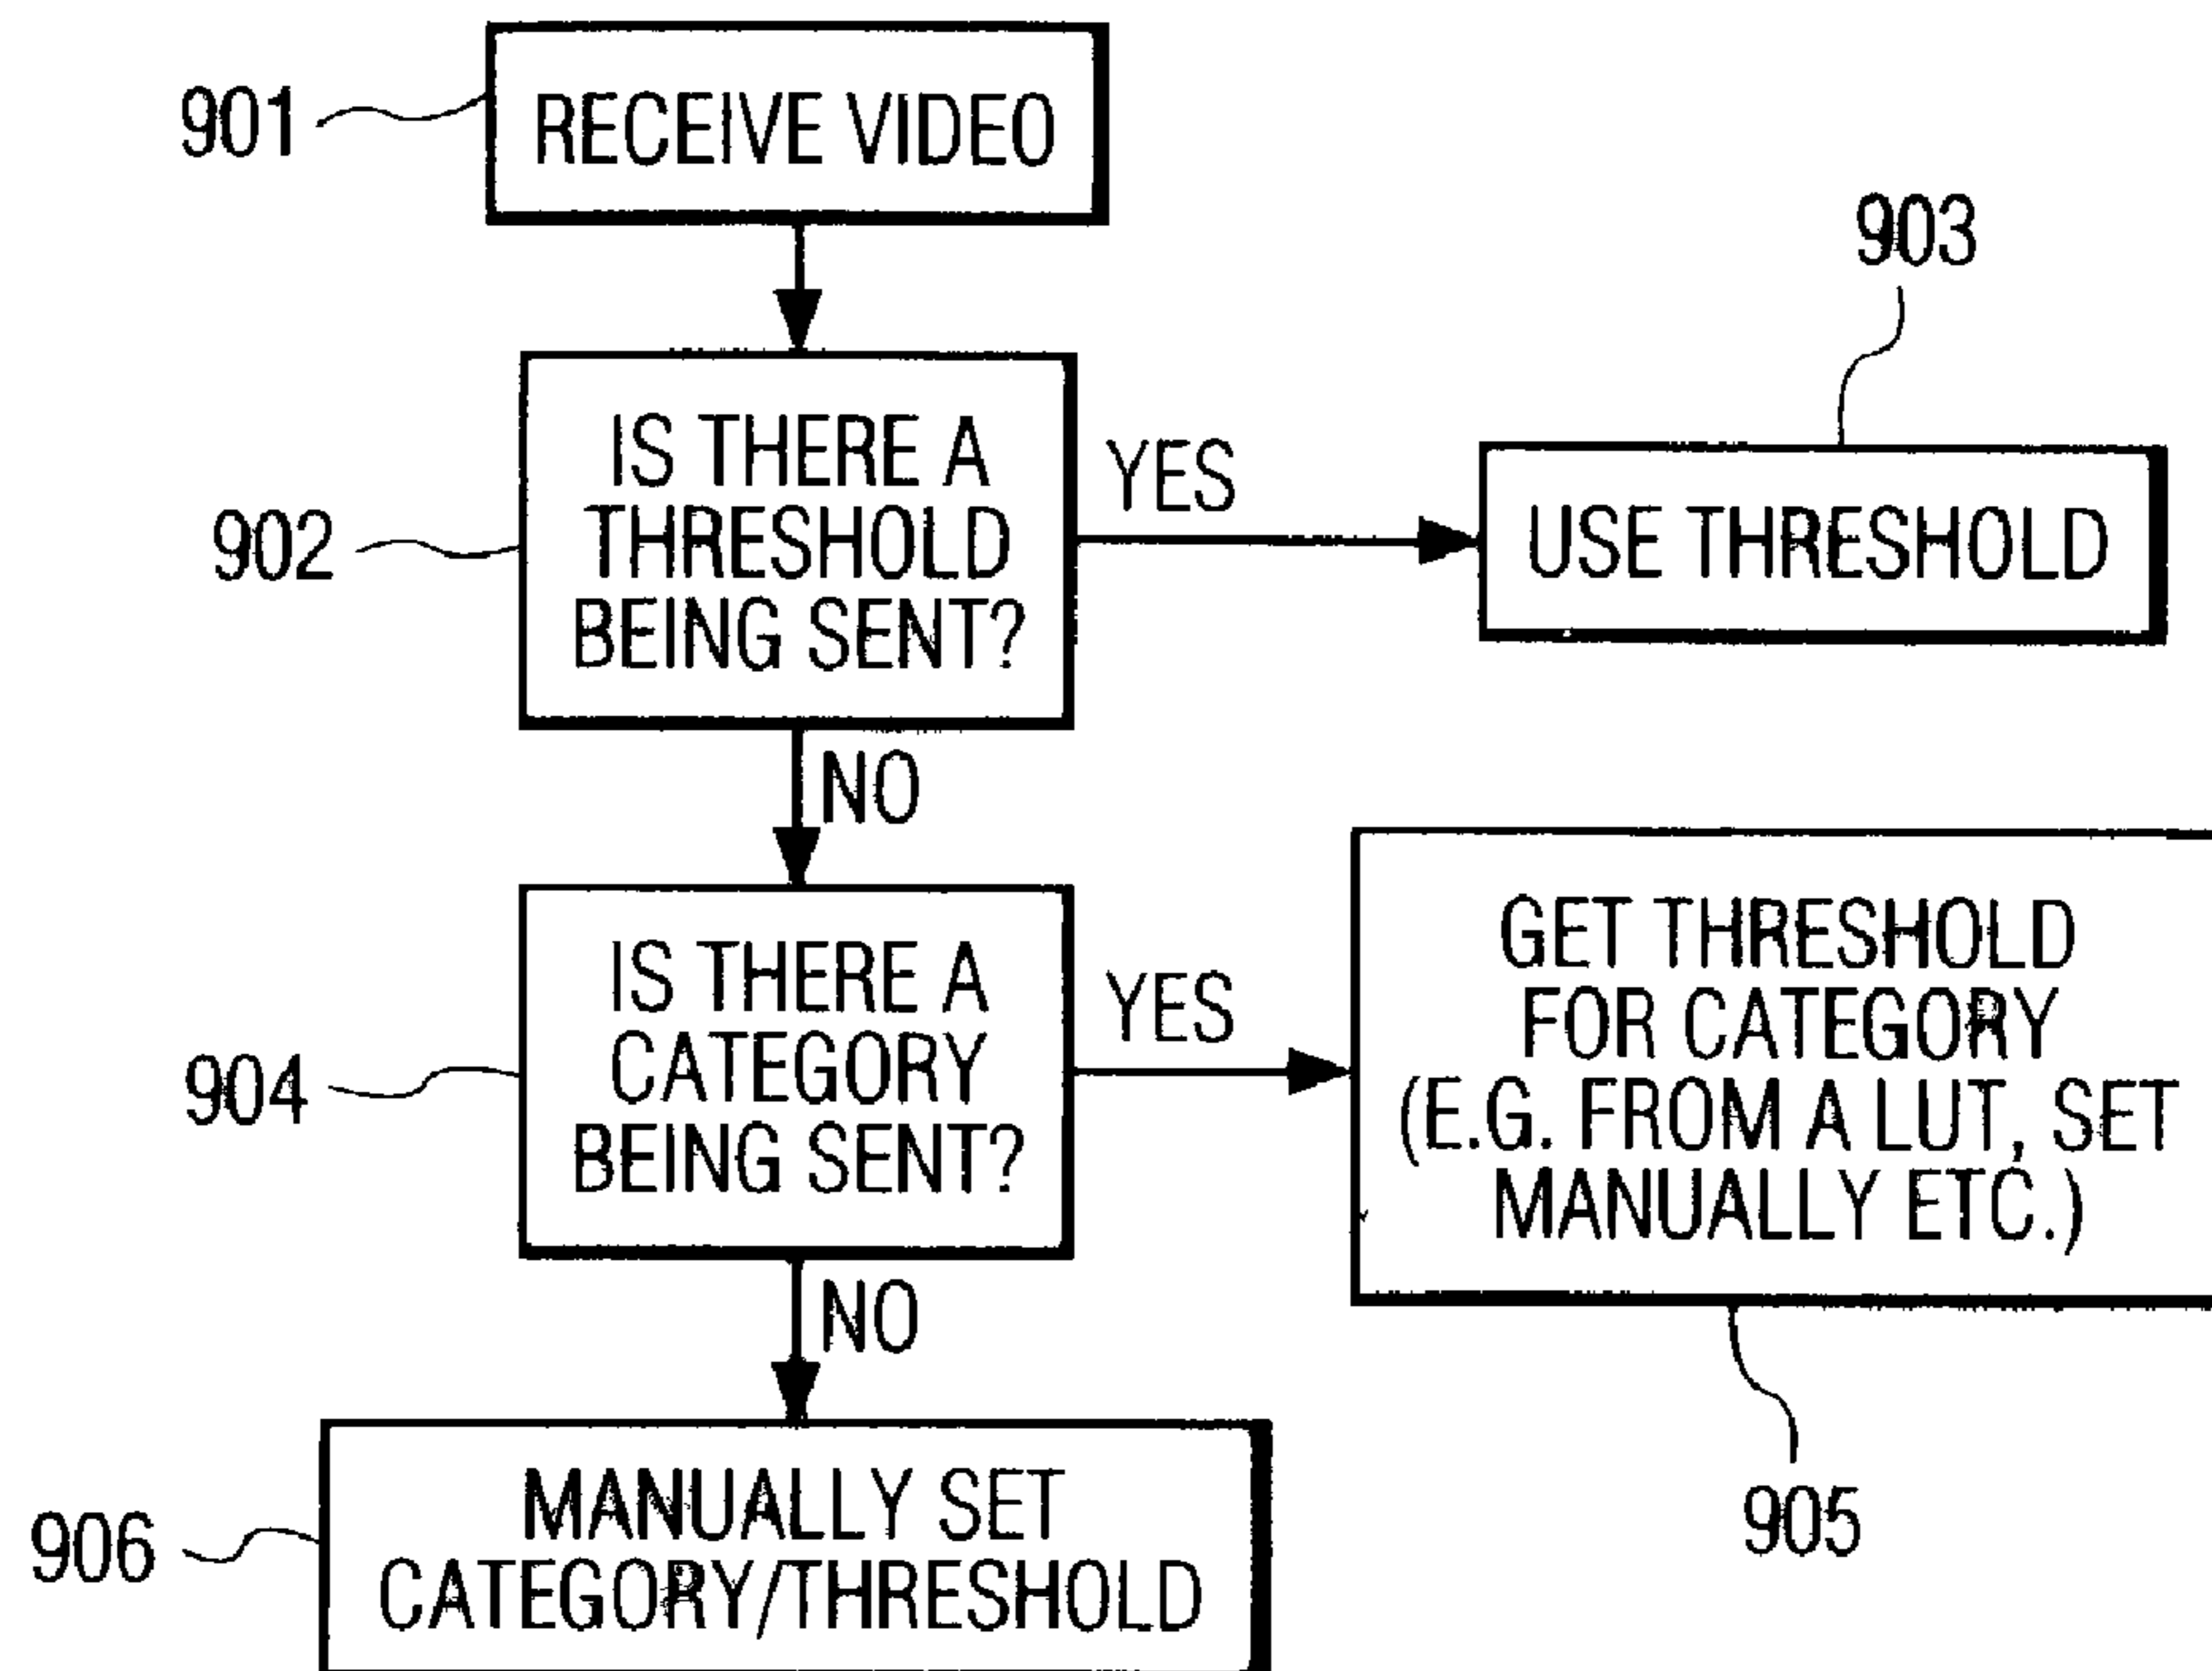 901
RECEIVE VIDEO
903
902
IS THERE A
THRESHOLD
BEING SENT?
YES
USE THRESHOLD
NO
904
IS THERE A
CATEGORY
BEING SENT?
YES
GET THRESHOLD
FOR CATEGORY
(E.G. FROM A LUT, SET
MANUALLY ETC.)
NO
905
906
MANUALLY SET
CATEGORY/THRESHOLD